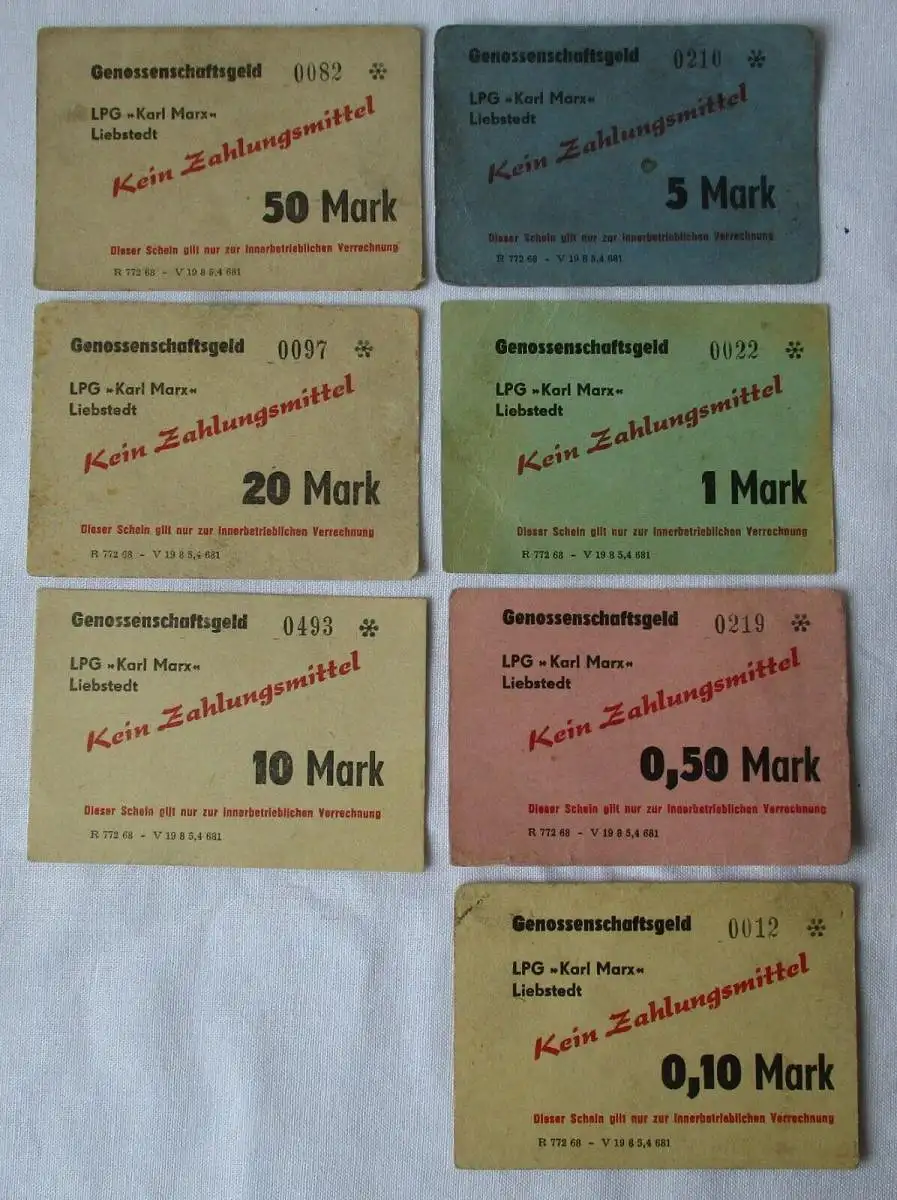 Genossenschaftsgeld 0082 *
LPG »Karl Marx«
Liebstedt
Kein Zahlungsmittel
50 Mark
Dieser Schein gilt nur zur innerbetrieblichen Verrechnung
R 772 68 - V 19 8 5,4 681
Genossenschaftsgeld 0210 *
LPG »Karl Marx«
Liebstedt
Kein Zahlungsmittel
5 Mark
Dieser Schein gilt nur zur innerbetrieblichen Verrechnung
R 772 68 - V 19 8 5,4 681
Genossenschaftsgeld 0097 *
LPG »Karl Marx«
Liebstedt
Kein Zahlungsmittel
20 Mark
Dieser Schein gilt nur zur innerbetrieblichen Verrechnung
R 772 68 - V 19 8 5,4 681
Genossenschaftsgeld 0022 *
LPG »Karl Marx«
Liebstedt
Kein Zahlungsmittel
1 Mark
Dieser Schein gilt nur zur innerbetrieblichen Verrechnung
R 772 68 - V 19 8 5,4 681
Genossenschaftsgeld 0493 *
LPG »Karl Marx«
Liebstedt
Kein Zahlungsmittel
10 Mark
Dieser Schein gilt nur zur innerbetrieblichen Verrechnung
R 772 68 - V 19 8 5,4 681
Genossenschaftsgeld 0219 *
LPG »Karl Marx«
Liebstedt
Kein Zahlungsmittel
0,50 Mark
Dieser Schein gilt nur zur innerbetrieblichen Verrechnung
R 772 68 - V 19 8 5,4 681
Genossenschaftsgeld 0012 *
LPG »Karl Marx«
Liebstedt
Kein Zahlungsmittel
0,10 Mark
Dieser Schein gilt nur zur innerbetrieblichen Verrechnung
R 772 68 - V 19 8 5,4 681